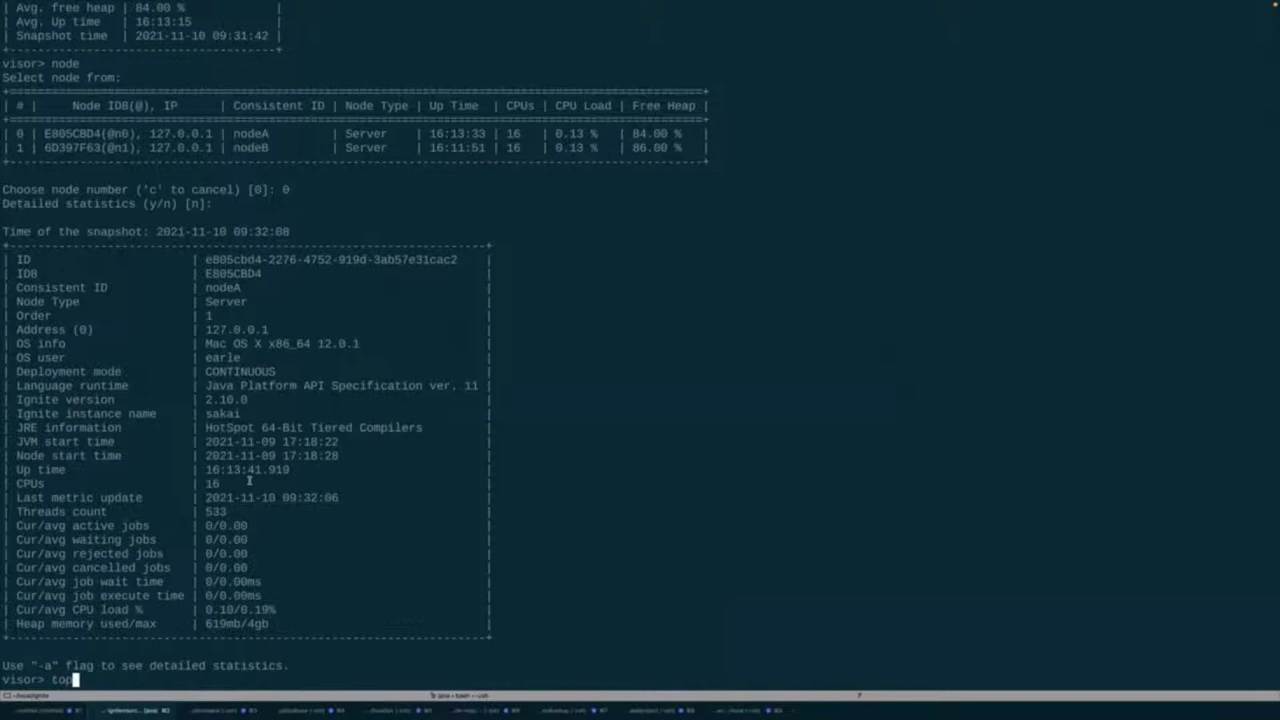 | Avg. free heap | 84.00 % |
| Avg. Up time | 16:13:15 |
| Snapshot time | 2021-11-10 09:31:42 |
visor> node
Select node from:
| # | Node ID8(@), IP | Consistent ID | Node Type | Up Time | CPUs | CPU Load | Free Heap |
| 0 | E805CBD4(@n0), 127.0.0.1 | nodeA | Server | 16:13:33 | 16 | 0.13 % | 84.00 % |
| 1 | 6D397F63(@n1), 127.0.0.1 | nodeB | Server | 16:11:51 | 16 | 0.13 % | 86.00 % |
Choose node number ('c' to cancel) [0]: 0
Detailed statistics (y/n) [n]:
Time of the snapshot: 2021-11-10 09:32:08
| ID | e805cbd4-2276-4752-919d-3ab57e31cac2 |
| ID8 | E805CBD4 |
| Consistent ID | nodeA |
| Node Type | Server |
| Order | 1 |
| Address (0) | 127.0.0.1 |
| OS info | Mac OS X x86_64 12.0.1 |
| OS user | earle |
| Deployment mode | CONTINUOUS |
| Language runtime | Java Platform API Specification ver. 11 |
| Ignite version | 2.10.0 |
| Ignite instance name | sakai |
| JRE information | HotSpot 64-Bit Tiered Compilers |
| JVM start time | 2021-11-09 17:18:22 |
| Node start time | 2021-11-09 17:18:28 |
| Up time | 16:13:41.919 |
| CPUs | 16 |
| Last metric update | 2021-11-10 09:32:06 |
| Threads count | 533 |
| Cur/avg active jobs | 0/0.00 |
| Cur/avg waiting jobs | 0/0.00 |
| Cur/avg rejected jobs | 0/0.00 |
| Cur/avg cancelled jobs | 0/0.00 |
| Cur/avg job wait time | 0/0.00ms |
| Cur/avg job execute time | 0/0.00ms |
| Cur/avg CPU load % | 0.10/0.19% |
| Heap memory used/max | 619mb/4gb |
Use "-a" flag to see detailed statistics.
visor> top